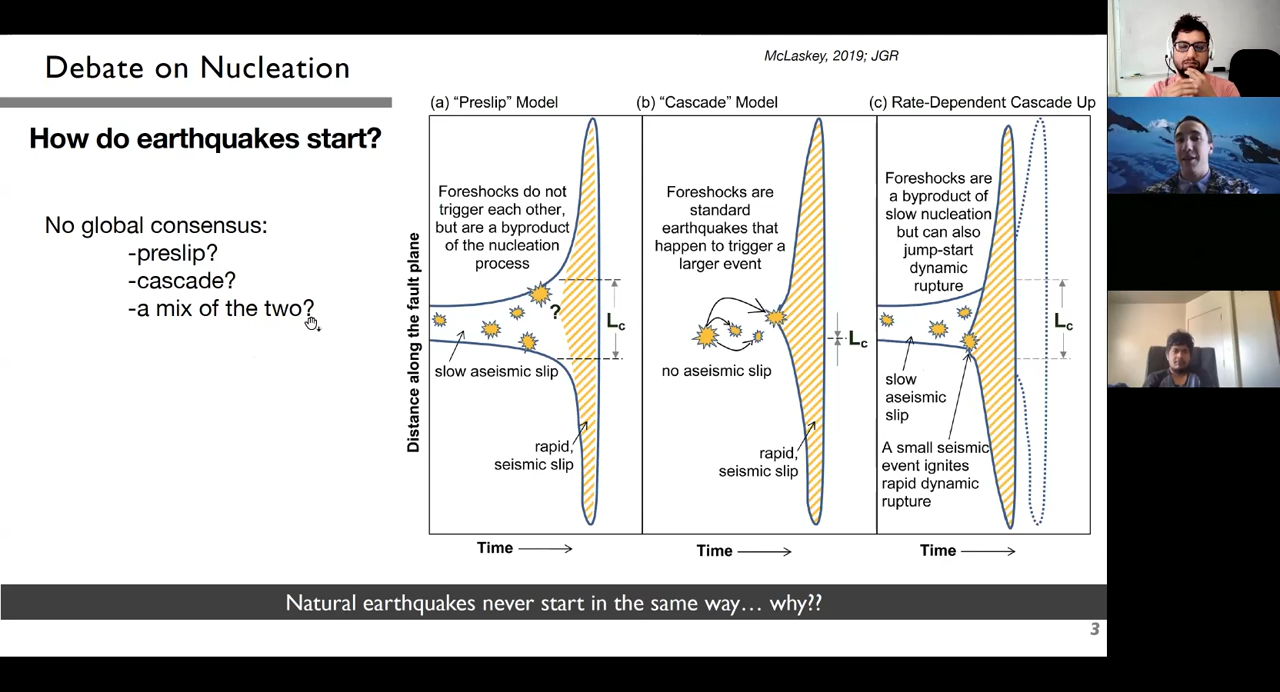 Debate on Nucleation
McLaskey, 2019; JGR
How do earthquakes start?
No global consensus:
-preslip?
-cascade?
-a mix of the two?
(a) “Preslip” Model
(b) “Cascade” Model
(c) Rate-Dependent Cascade Up
Distance along the fault plane
Foreshocks do not
trigger each other,
but are a byproduct
of the nucleation
process
?
Lc
slow aseismic slip
rapid,
seismic slip
Time
Foreshocks are
standard
earthquakes that
happen to trigger a
larger event
Lc
no aseismic slip
rapid,
seismic slip
Time
Foreshocks are
a byproduct of
slow nucleation
but can also
jump-start
dynamic
rupture
Lc
slow
aseismic
slip
A small seismic
event ignites
rapid dynamic
rupture
Time
Natural earthquakes never start in the same way… why??
3